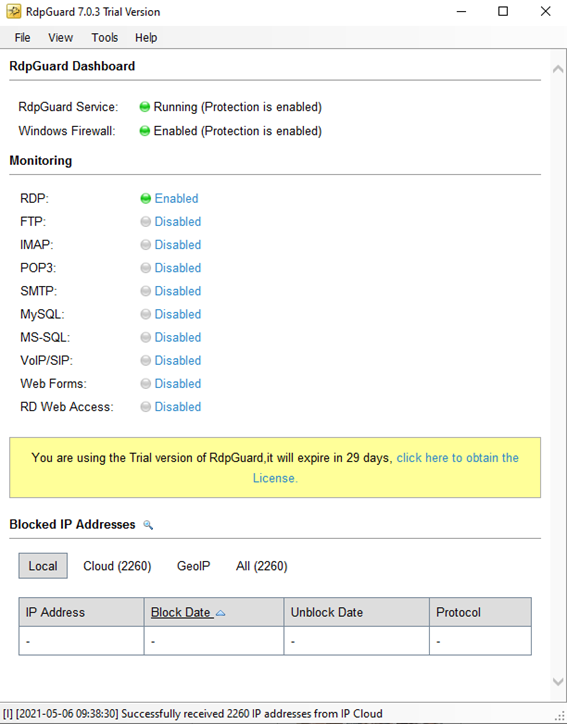 RdpGuard 7.0.3 Trial Version
File View Tools Help
RdpGuard Dashboard
RdpGuard Service: Running (Protection is enabled)
Windows Firewall: Enabled (Protection is enabled)
Monitoring
RDP: Enabled
FTP: Disabled
IMAP: Disabled
POP3: Disabled
SMTP: Disabled
MySQL: Disabled
MS-SQL: Disabled
VoIP/SIP: Disabled
Web Forms: Disabled
RD Web Access: Disabled
You are using the Trial version of RdpGuard,it will expire in 29 days, click here to obtain the
License.
Blocked IP Addresses
Local Cloud (2260) GeoIP All (2260)
IP Address Block Date Unblock Date Protocol
- - - -
[I] [2021-05-06 09:38:30] Successfully received 2260 IP addresses from IP Cloud